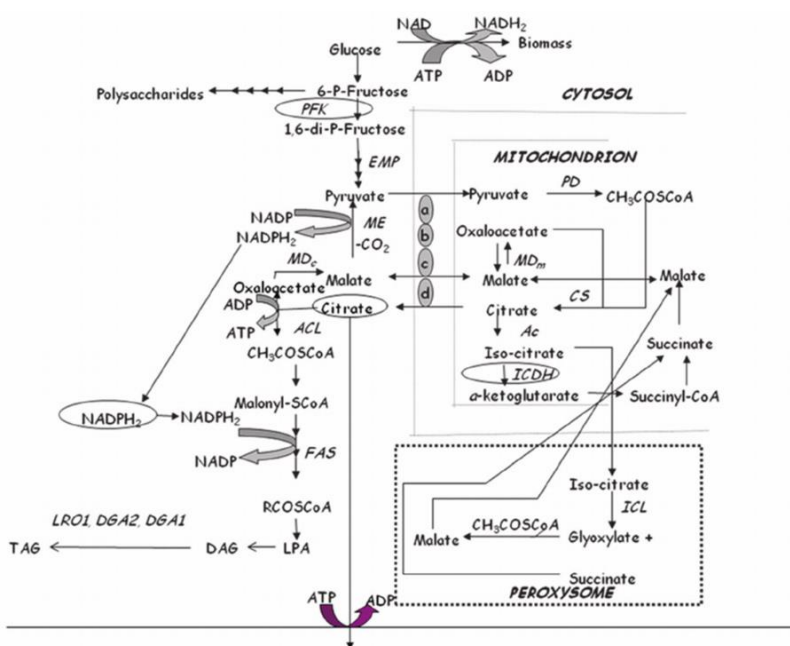 NAD NADH₂
Glucose
Biomass
ATP ADP
Polysaccharides
6-P-Fructose
CYTOSOL
PFK
1,6-di-P-Fructose
EMP
MITOCHONDRION
Pyruvate
Pyruvate
PD
CH₃COSCoA
NADP
ME
a
NADPH₂
-CO₂
b
Oxaloacetate
MDc
MDm
Oxaloacetate
Malate
c
Malate
Malate
ADP
Citrate
d
Citrate
CS
ATP
ACL
Ac
CH₃COSCoA
Iso-citrate
Succinate
ICDH
Malonyl-SCoA
α-ketoglutarate
Succinyl-CoA
NADPH₂
NADPH₂
NADP
FAS
Iso-citrate
RCOSCoA
ICL
LRO1, DGA2, DGA1
CH₃COSCoA
Malate
Glyoxylate +
TAG
DAG
LPA
Succinate
PEROXYSOME
ATP
ADP